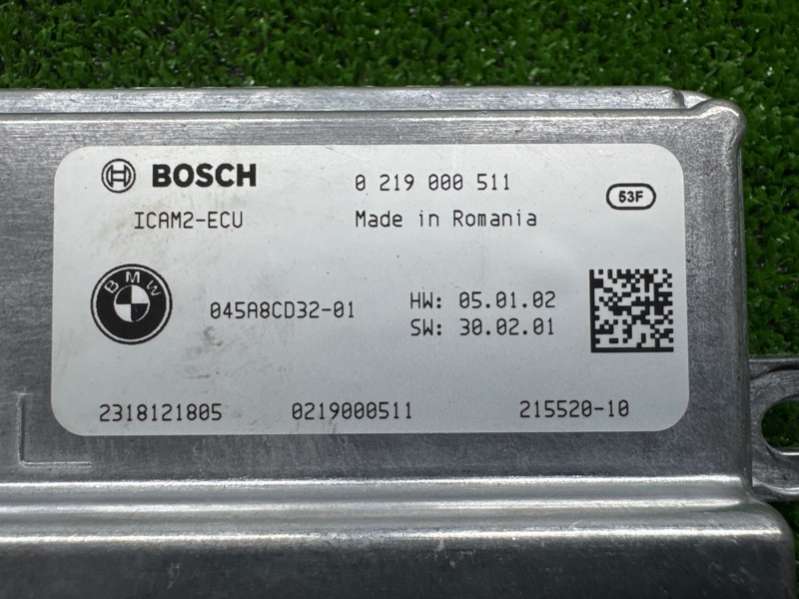 BOSCH 0 219 000 511
53F
ICAM2-ECU Made in Romania
BMW 045A8CD32-01 HW: 05.01.02
SW: 30.02.01
2318121805 0219000511 215520-10